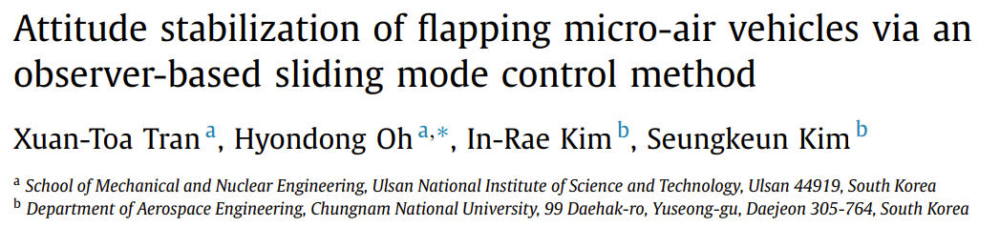 Attitude stabilization of flapping micro-air vehicles via an
observer-based sliding mode control method
Xuan-Toa Tran a, Hyondong Oh a,*, In-Rae Kim b, Seungkeun Kim b
a School of Mechanical and Nuclear Engineering, Ulsan National Institute of Science and Technology, Ulsan 44919, South Korea
b Department of Aerospace Engineering, Chungnam National University, 99 Daehak-ro, Yuseong-gu, Daejeon 305-764, South Korea